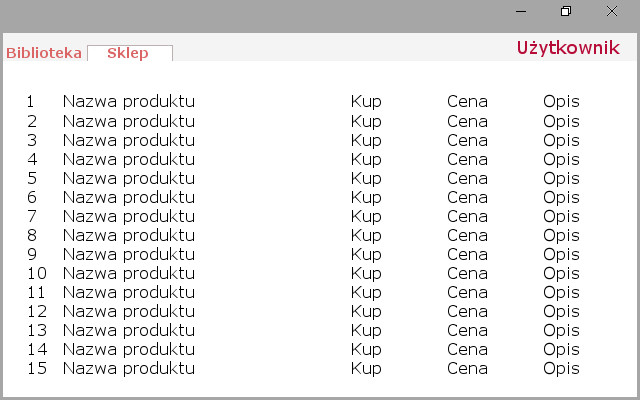 Użytkownik
Biblioteka Sklep
1 Nazwa produktu Kup Cena Opis
2 Nazwa produktu Kup Cena Opis
3 Nazwa produktu Kup Cena Opis
4 Nazwa produktu Kup Cena Opis
5 Nazwa produktu Kup Cena Opis
6 Nazwa produktu Kup Cena Opis
7 Nazwa produktu Kup Cena Opis
8 Nazwa produktu Kup Cena Opis
9 Nazwa produktu Kup Cena Opis
10 Nazwa produktu Kup Cena Opis
11 Nazwa produktu Kup Cena Opis
12 Nazwa produktu Kup Cena Opis
13 Nazwa produktu Kup Cena Opis
14 Nazwa produktu Kup Cena Opis
15 Nazwa produktu Kup Cena Opis